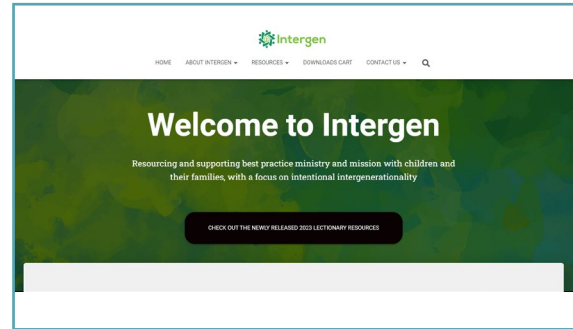 Intergen
HOME ABOUT INTERGEN RESOURCES DOWNLOADS CART CONTACT US
Welcome to Intergen
Resourcing and supporting best practice ministry and mission with children and
their families, with a focus on intentional intergenerationality
CHECK OUT THE NEWLY RELEASED 2023 LECTIONARY RESOURCES